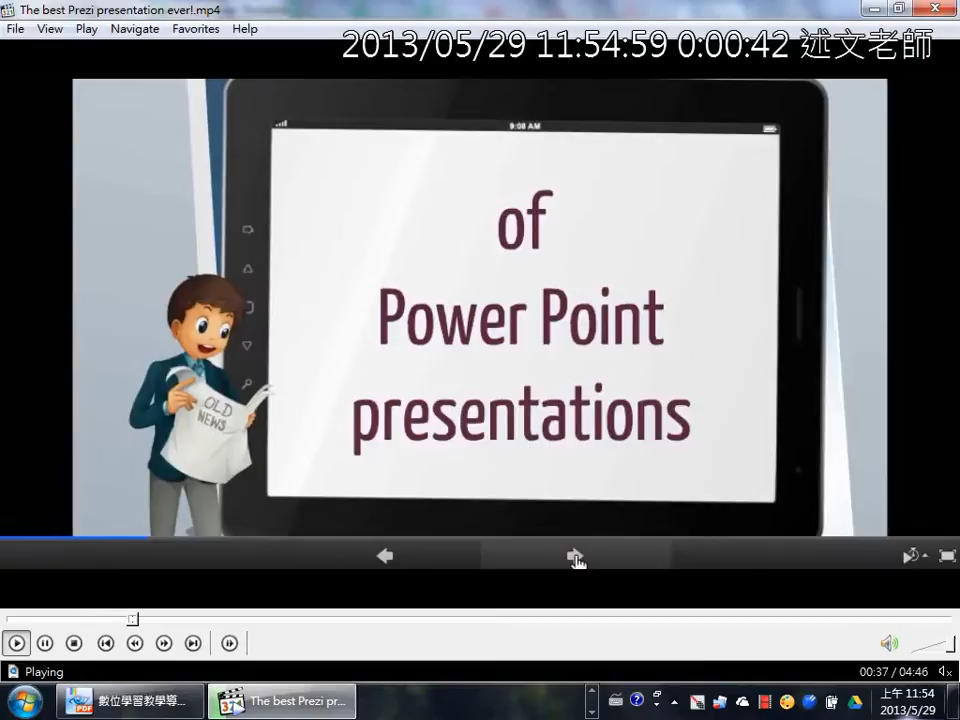 The best Prezi presentation ever!.mp4
File View Play Navigate Favorites Help
2013/05/29 11:54:59 0:00:42 述文老師
9:08 AM
of
Power Point
presentations
OLD
NEWS
Playing
00:37 / 04:46
數位學習教學導...
The best Prezi pr...
上午 11:54
2013/5/29